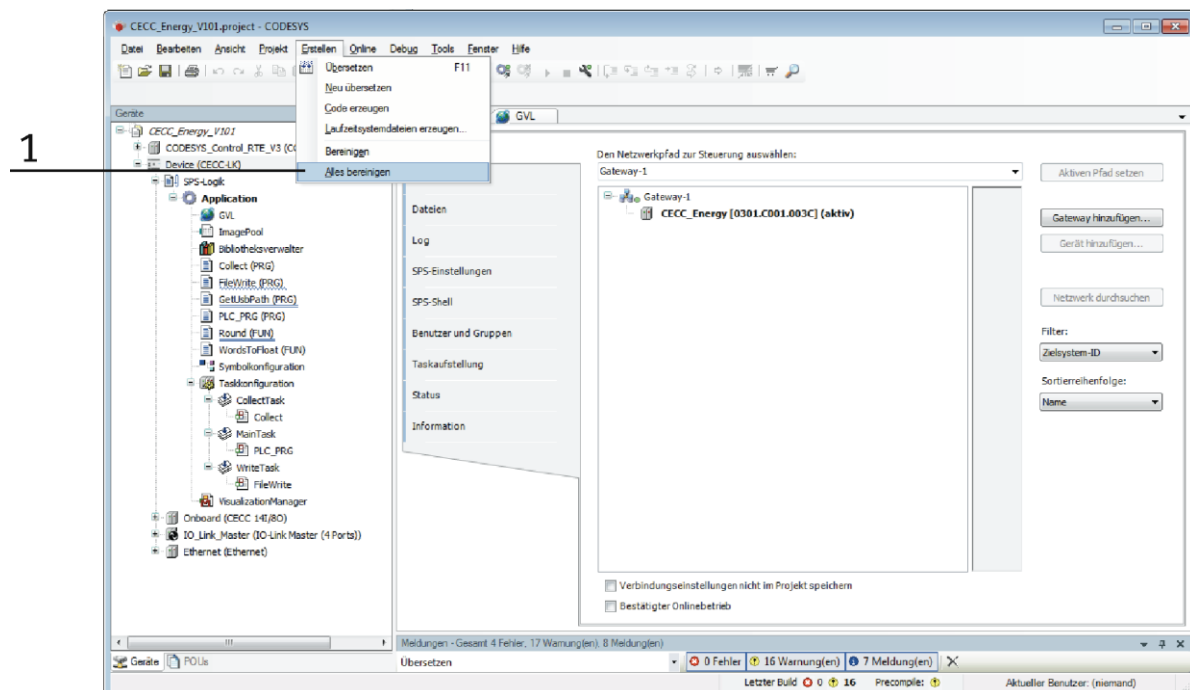 CECC_Energy_V101.project - CODESYS
Datei Bearbeiten Ansicht Projekt Erstellen Online Debug Tools Fenster Hilfe
Übersetzen F11
Neu übersetzen
Code erzeugen
Laufzeitsystemdateien erzeugen...
Bereinigen
Alles bereinigen
1
Geräte
CECC_Energy_V101
CODESYS_Control_RTE_V3 (CO
Device (CECC-LK)
SPS-Logik
Application
GVL
ImagePool
Bibliotheksverwalter
Collect (PRG)
FileWrite (PRG)
GetUsbPath (PRG)
PLC_PRG (PRG)
Round (FUN)
WordsToFloat (FUN)
Symbolkonfiguration
Taskkonfiguration
CollectTask
Collect
MainTask
PLC_PRG
WriteTask
FileWrite
VisualizationManager
Onboard (CECC 14I/8O)
IO_Link_Master (IO-Link Master (4 Ports))
Ethernet (Ethernet)
Geräte POUs
GVL
Dateien
Log
SPS-Einstellungen
SPS-Shell
Benutzer und Gruppen
Taskaufstellung
Status
Information
Den Netzwerkpfad zur Steuerung auswählen:
Gateway-1
Gateway-1
CECC_Energy [0301.C001.003C] (aktiv)
Aktiven Pfad setzen
Gateway hinzufügen...
Gerät hinzufügen...
Netzwerk durchsuchen
Filter:
Zielsystem-ID
Sortierreihenfolge:
Name
Verbindungseinstellungen nicht im Projekt speichern
Bestätigter Onlinebetrieb
Meldungen - Gesamt 4 Fehler, 17 Warnung(en), 8 Meldung(en)
Übersetzen 0 Fehler 16 Warnung(en) 7 Meldung(en)
Letzter Build 0 16 Precompile: Aktueller Benutzer: (niemand)